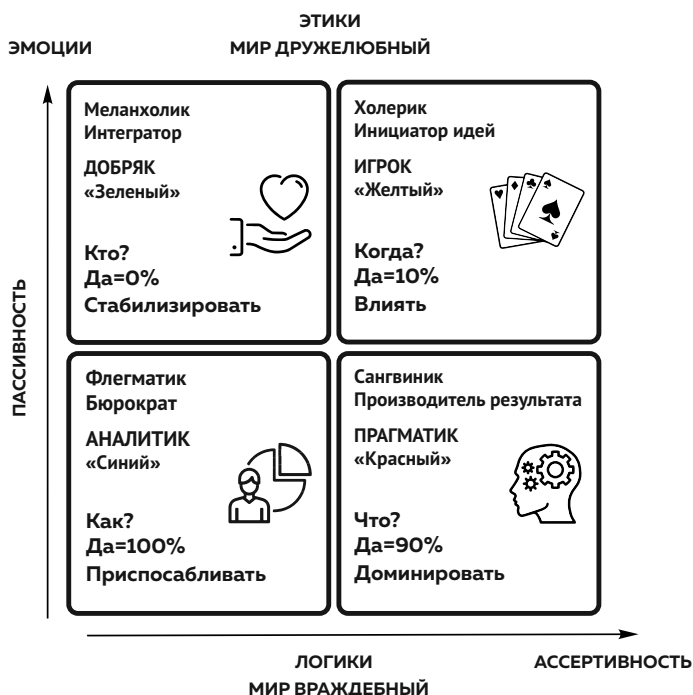 ЭТИКИ
ЭМОЦИИ
МИР ДРУЖЕЛЮБНЫЙ
Меланхолик
Интегратор
ДОБРЯК
«Зеленый»
Кто?
Да=0%
Стабилизировать
Холерик
Инициатор идей
ИГРОК
«Желтый»
Когда?
Да=10%
Влиять
ПАССИВНОСТЬ
Флегматик
Бюрократ
АНАЛИТИК
«Синий»
Как?
Да=100%
Приспосабливать
Сангвиник
Производитель результата
ПРАГМАТИК
«Красный»
Что?
Да=90%
Доминировать
ЛОГИКИ
АССЕРТИВНОСТЬ
МИР ВРАЖДЕБНЫЙ